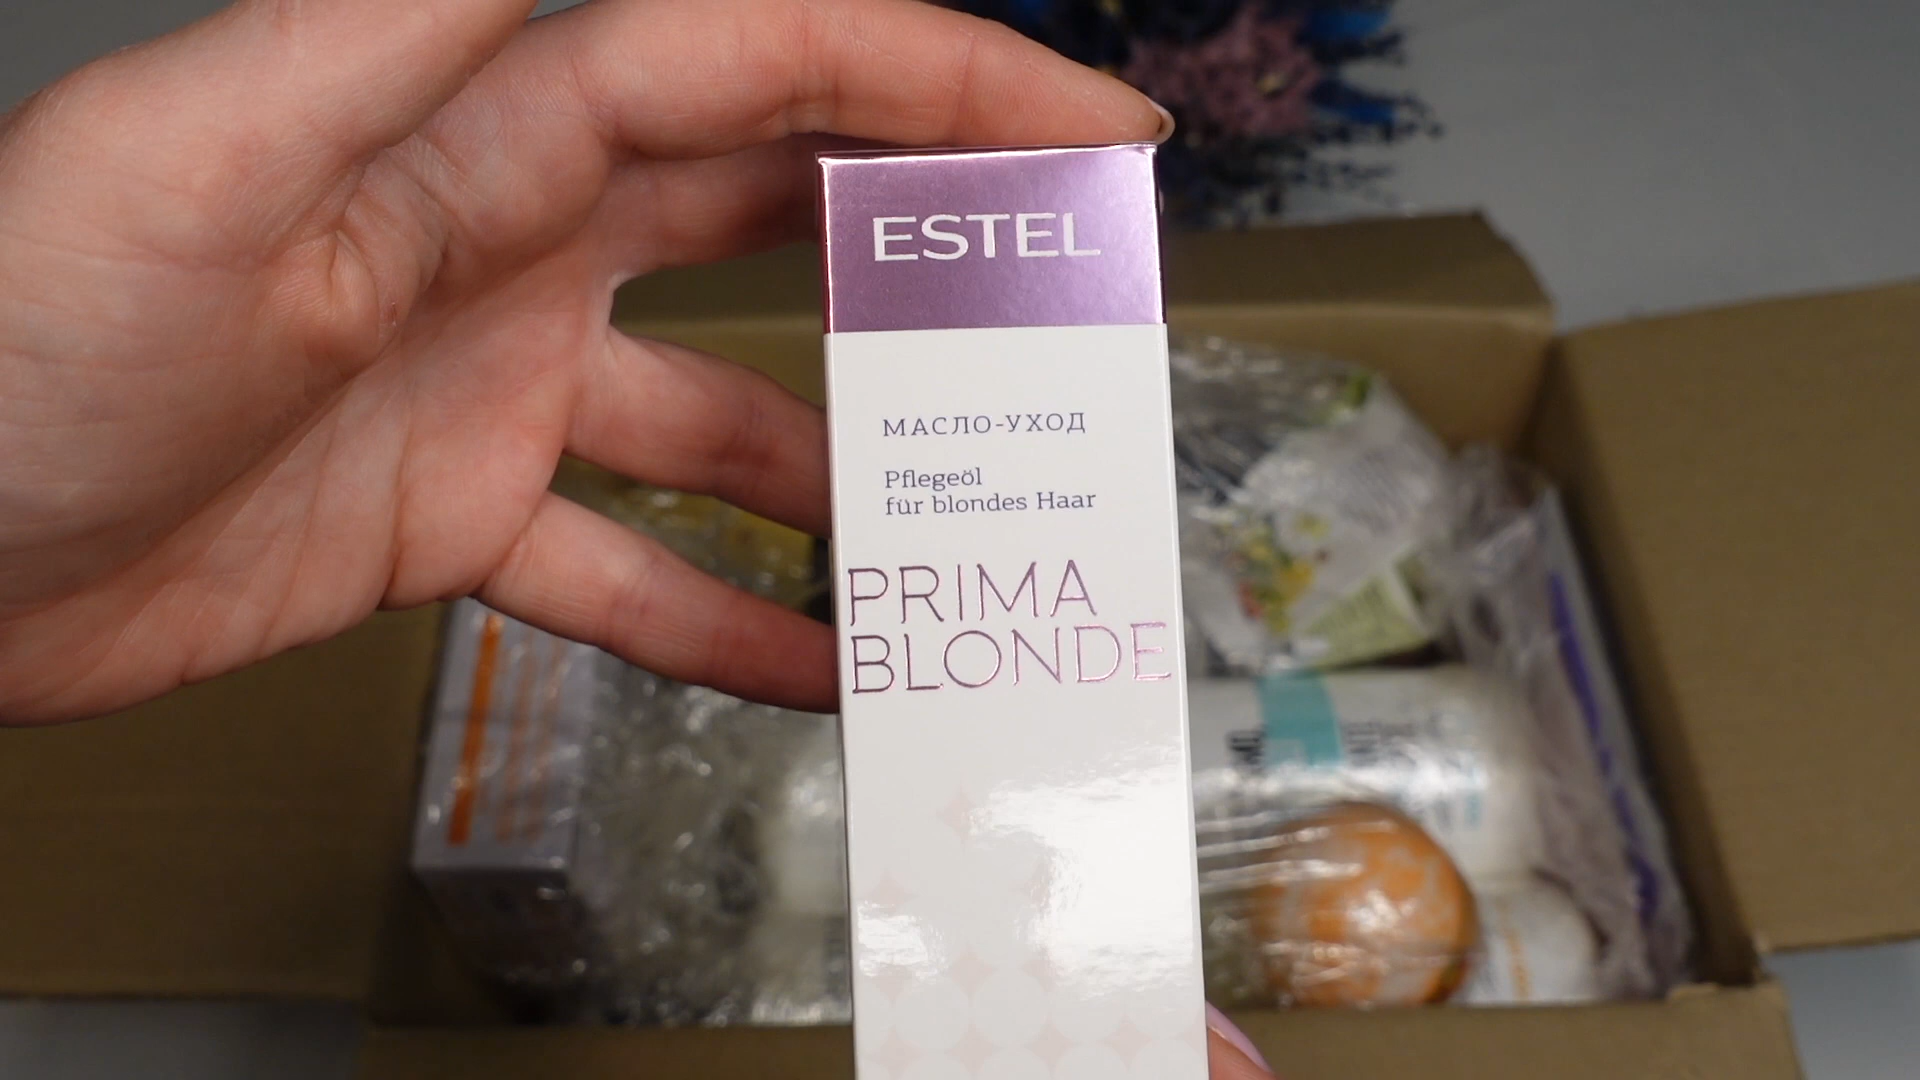 ESTEL
МАСЛО-УХОД
Pflegeöl
für blondes Haar
PRIMA
BLONDE